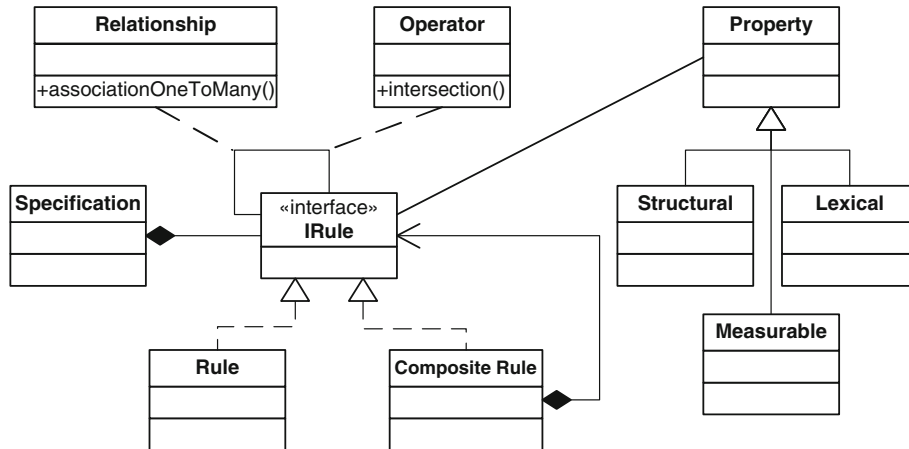 Relationship
+associationOneToMany()
Operator
+intersection()
Property
Specification
«interface»
IRule
Structural
Lexical
Rule
Composite Rule
Measurable